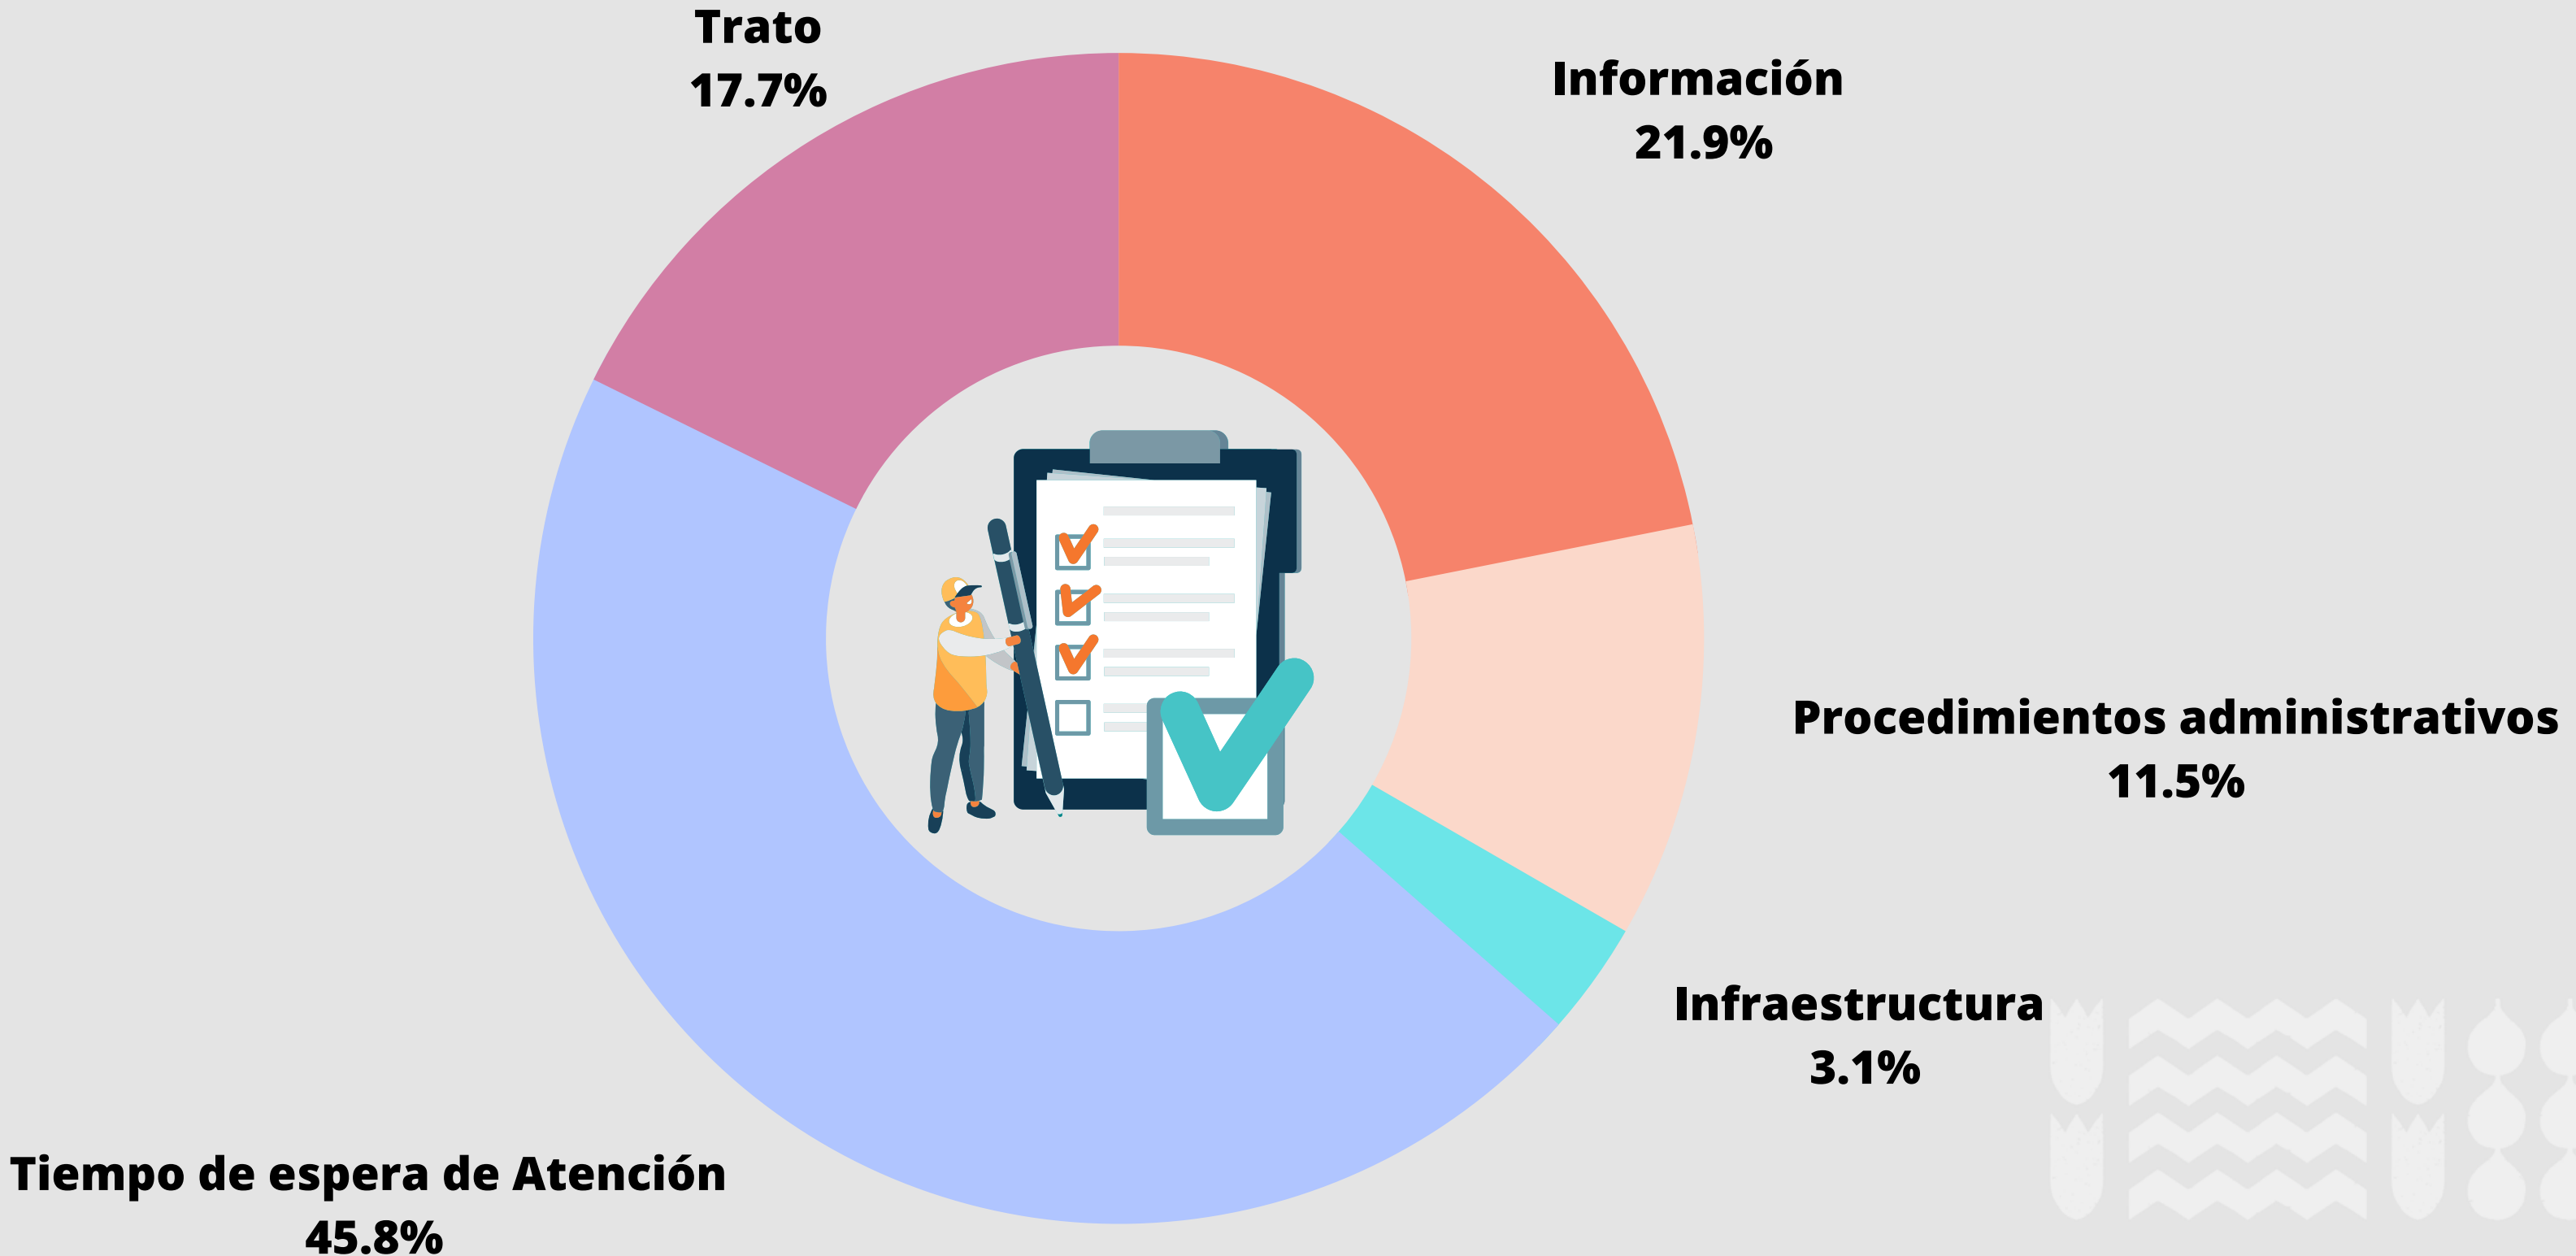 Trato
17.7%
Información
21.9%
Procedimientos administrativos
11.5%
Infraestructura
3.1%
Tiempo de espera de Atención
45.8%